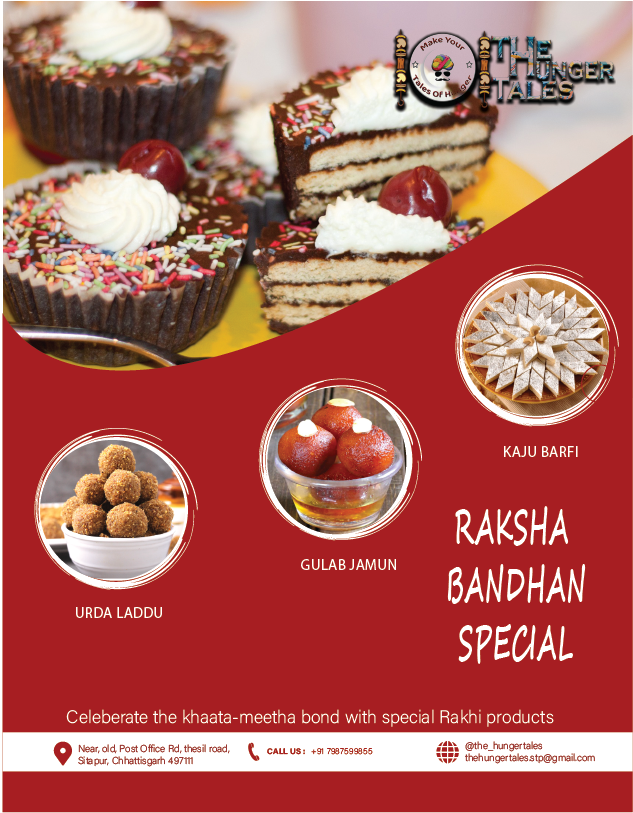 Make Your
Tales Of Hunger
THE
HUNGER
TALES
KAJU BARFI
GULAB JAMUN
URDA LADDU
RAKSHA
BANDHAN
SPECIAL
Celeberate the khaata-meetha bond with special Rakhi products
Near, old, Post Office Rd, thesil road,
Sitapur, Chhattisgarh 497111
CALL US : +91 7987599855
@the_hungertales
thehungertales.stp@gmail.com